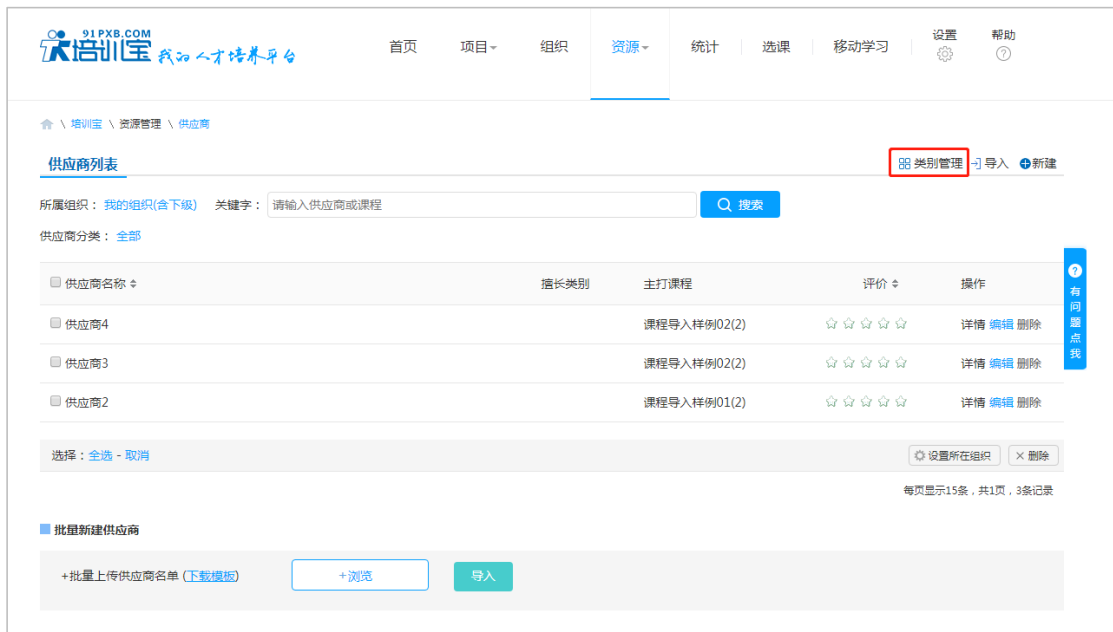 91PXB.COM
培训宝 我的人才培养平台
首页 项目 组织 资源 统计 选课 移动学习 设置 帮助
\ 培训宝 \ 资源管理 \ 供应商
供应商列表 类别管理 导入 新建
所属组织： 我的组织(含下级) 关键字： 请输入供应商或课程 搜索
供应商分类： 全部
供应商名称 擅长类别 主打课程 评价 操作
供应商4 课程导入样例02(2) 详情 编辑 删除
供应商3 课程导入样例02(2) 详情 编辑 删除
供应商2 课程导入样例01(2) 详情 编辑 删除
? 有问题点我
选择：全选 - 取消 设置所在组织 × 删除
每页显示15条，共1页，3条记录
批量新建供应商
+批量上传供应商名单 (下载模板) +浏览 导入